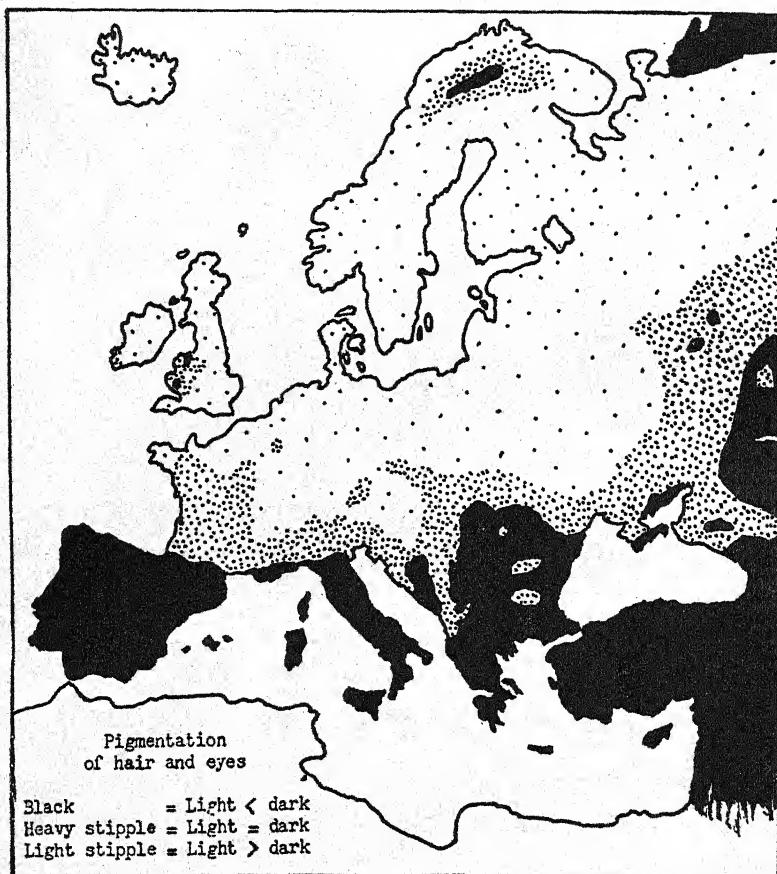 Pigmentation
of hair and eyes
Black = Light < dark
Heavy stipple = Light = dark
Light stipple = Light > dark